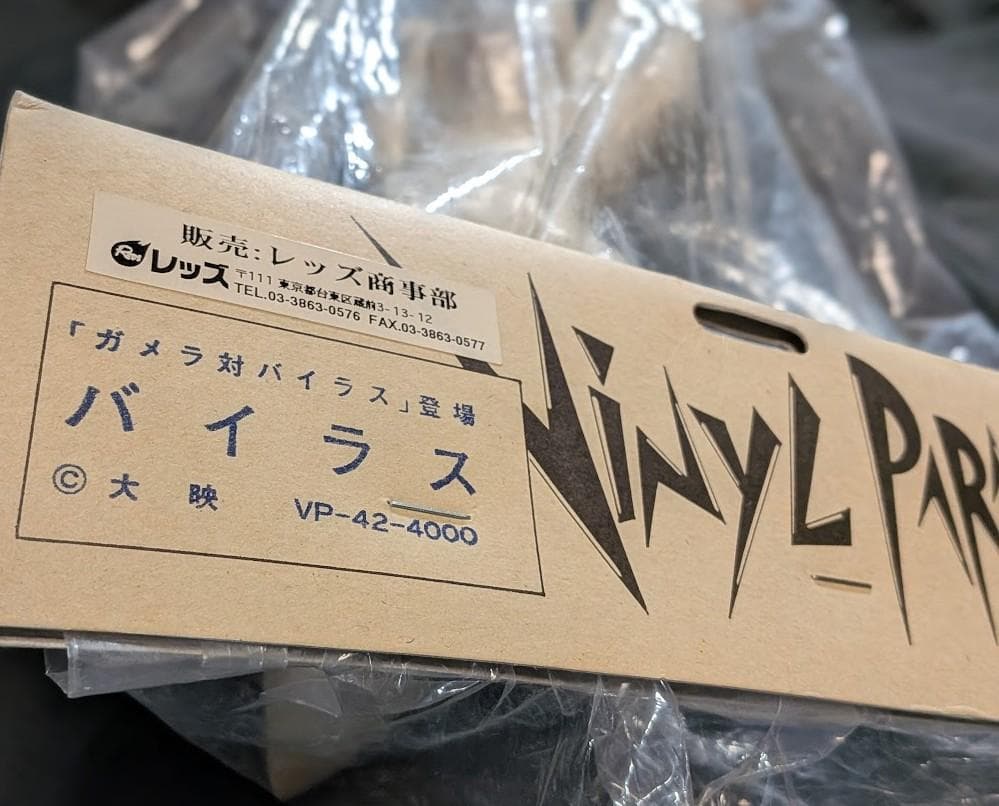 販売:レッズ商事部
RM レッズ 〒111 東京都台東区蔵前3-13-12
TEL.03-3863-0576 FAX.03-3863-0577
「ガメラ対バイラス」登場
バイラス
©大映 VP-42-4000
VINYL PAR